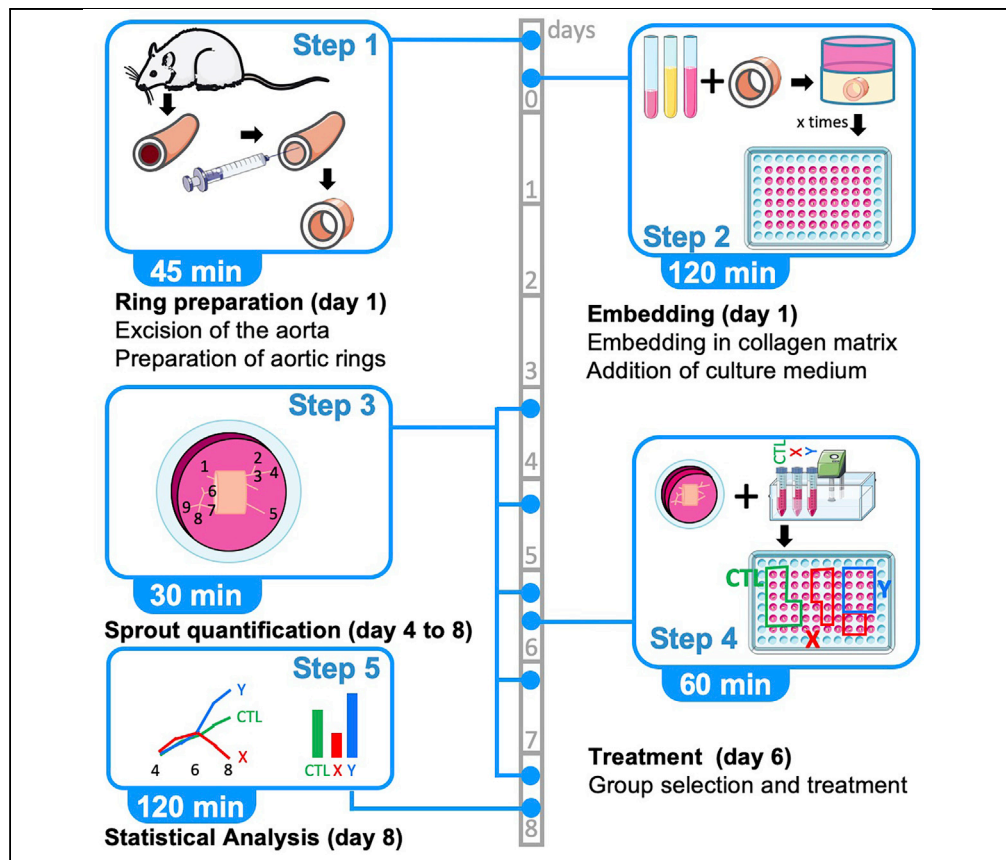 Step 1
45 min
Ring preparation (day 1)
Excision of the aorta
Preparation of aortic rings
days
0
1
2
3
4
5
6
7
8
x times
Step 2
120 min
Embedding (day 1)
Embedding in collagen matrix
Addition of culture medium
Step 3
1
2
3
4
5
6
7
8
9
30 min
Sprout quantification (day 4 to 8)
CTL
X
Y
CTL
Y
X
Step 4
60 min
Treatment (day 6)
Group selection and treatment
Step 5
Y
CTL
X
4 6 8
CTL X Y
120 min
Statistical Analysis (day 8)